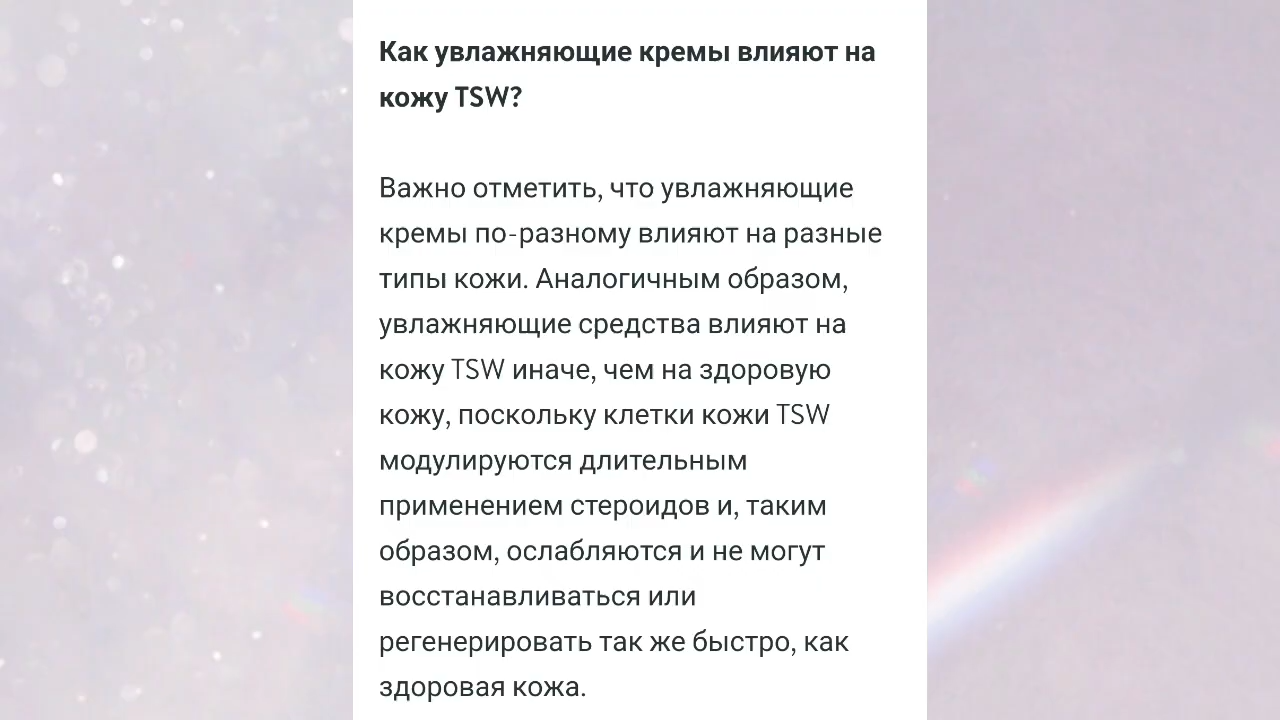 Как увлажняющие кремы влияют на
кожу TSW?
Важно отметить, что увлажняющие
кремы по-разному влияют на разные
типы кожи. Аналогичным образом,
увлажняющие средства влияют на
кожу TSW иначе, чем на здоровую
кожу, поскольку клетки кожи TSW
модулируются длительным
применением стероидов и, таким
образом, ослабляются и не могут
восстанавливаться или
регенерировать так же быстро, как
здоровая кожа.